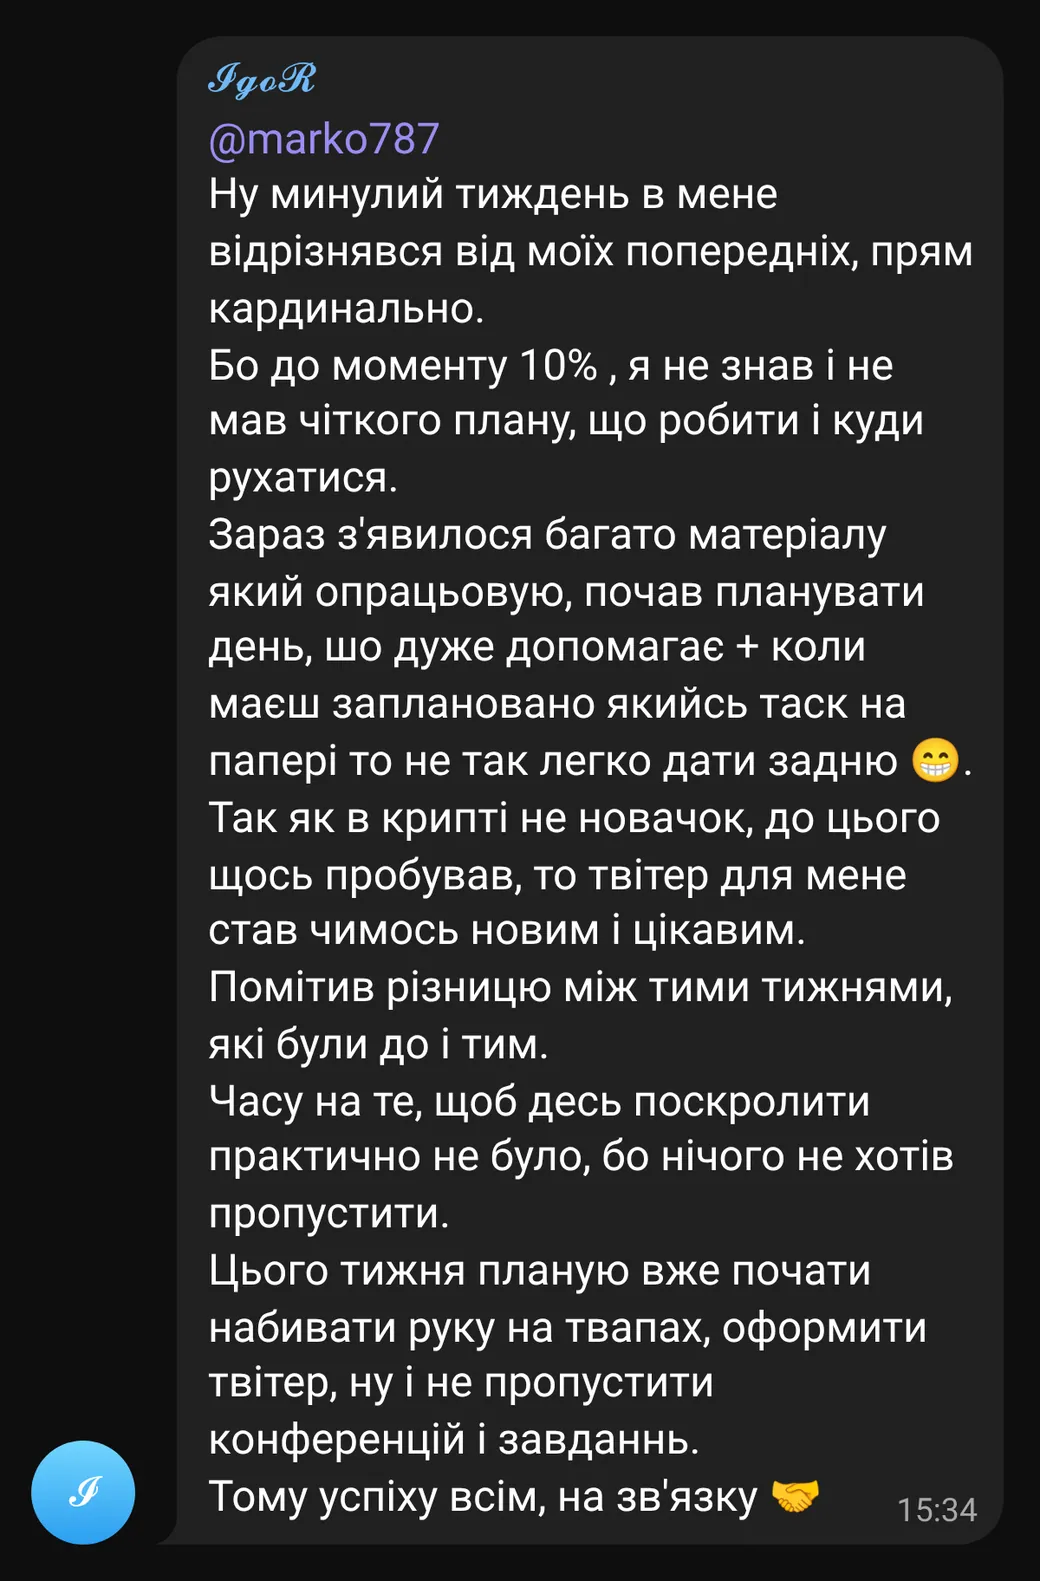 IgoR
@marko787
Ну минулий тиждень в мене
відрізнявся від моїх попередніх, прям
кардинально.
Бо до моменту 10% , я не знав і не
мав чіткого плану, що робити і куди
рухатися.
Зараз з'явилося багато матеріалу
який опрацьовую, почав планувати
день, шо дуже допомагає + коли
маєш заплановано якийсь таск на
папері то не так легко дати задню 😁.
Так як в крипті не новачок, до цього
щось пробував, то твітер для мене
став чимось новим і цікавим.
Помітив різницю між тими тижнями,
які були до і тим.
Часу на те, щоб десь поскролити
практично не було, бо нічого не хотів
пропустити.
Цього тижня планую вже почати
набивати руку на твапах, оформити
твітер, ну і не пропустити
конференцій і завданнь.
Тому успіху всім, на зв'язку 🤝
15:34
I